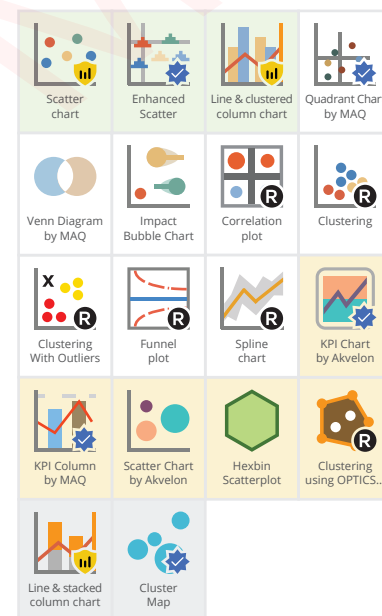 Scatter
chart
Enhanced
Scatter
Line & clustered
column chart
Quadrant Char
by MAQ
Venn Diagram
by MAQ
Impact
Bubble Chart
R
Correlation
plot
R
Clustering
X
R
Clustering
With Outliers
R
Funnel
plot
R
Spline
chart
KPI Chart
by Akvelon
KPI Column
by MAQ
Scatter Chart
by Akvelon
Hexbin
Scatterplot
R
Clustering
using OPTICS..
Line & stacked
column chart
Cluster
Map